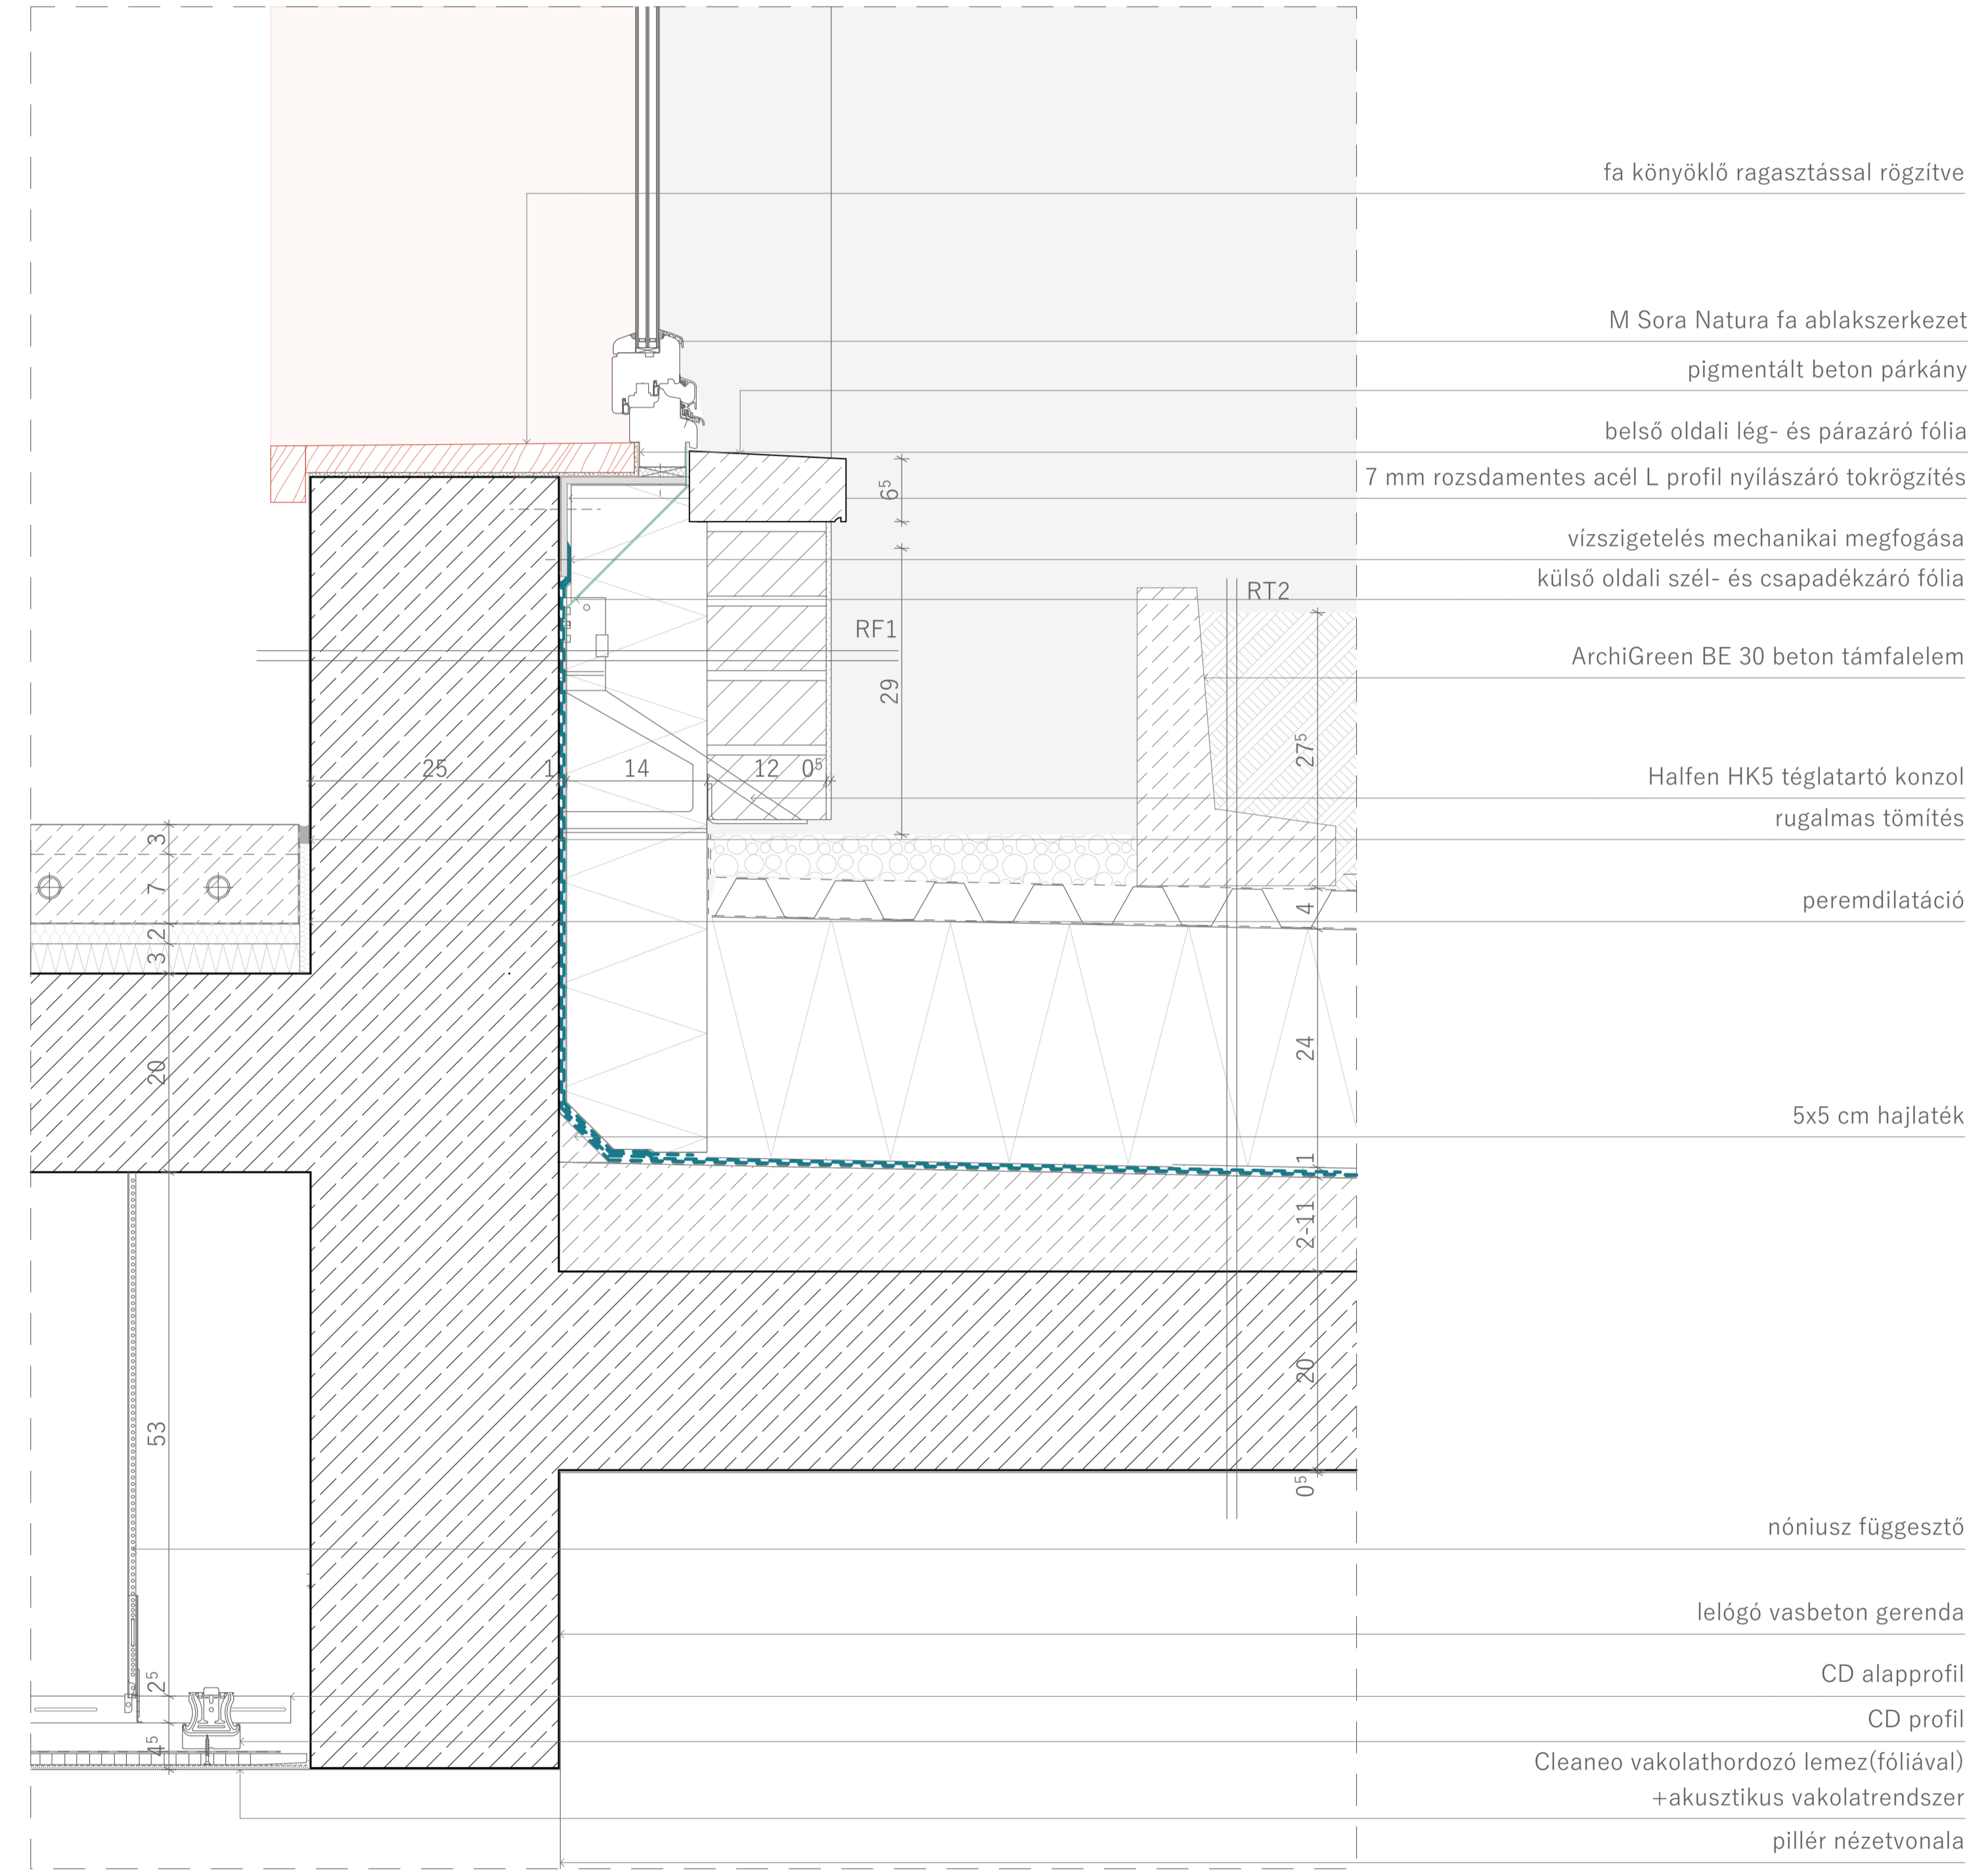 fa könyöklő ragasztással rögzítve
M Sora Natura fa ablakszerkezet
pigmentált beton párkány
belső oldali lég- és párazáró fólia
7 mm rozsdamentes acél L profil nyílászáró tokrögzítés
6⁵
vízszigetelés mechanikai megfogása
külső oldali szél- és csapadékzáró fólia
RT2
RF1
ArchiGreen BE 30 beton támfalelem
29
27⁵
25
1
14
12
0⁵
Halfen HK5 téglatartó konzol
rugalmas tömítés
3
7
2
3
peremdilatáció
4
24
20
5x5 cm hajlaték
1
2-11
20
0⁵
53
nóniusz függesztő
lelógó vasbeton gerenda
2⁵
CD alapprofil
CD profil
4⁵
Cleaneo vakolathordozó lemez(fóliával)
+akusztikus vakolatrendszer
pillér nézetvonala